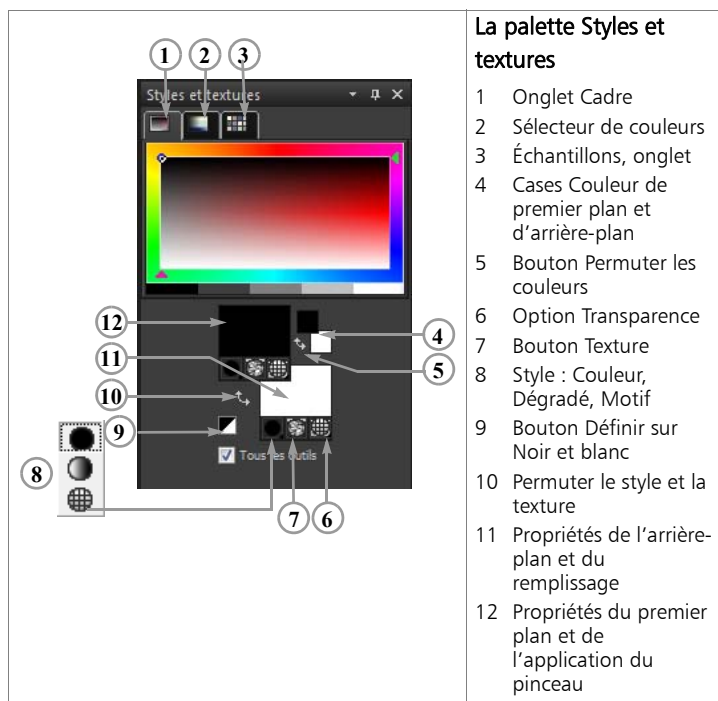 1 2 3
Styles et textures
12
11
10
9
8
4
5
Tous les outils
7 6
La palette Styles et
textures
1 Onglet Cadre
2 Sélecteur de couleurs
3 Échantillons, onglet
4 Cases Couleur de
premier plan et
d’arrière-plan
5 Bouton Permuter les
couleurs
6 Option Transparence
7 Bouton Texture
8 Style : Couleur,
Dégradé, Motif
9 Bouton Définir sur
Noir et blanc
10 Permuter le style et la
texture
11 Propriétés de l’arrière-
plan et du
remplissage
12 Propriétés du premier
plan et de
l’application du
pinceau